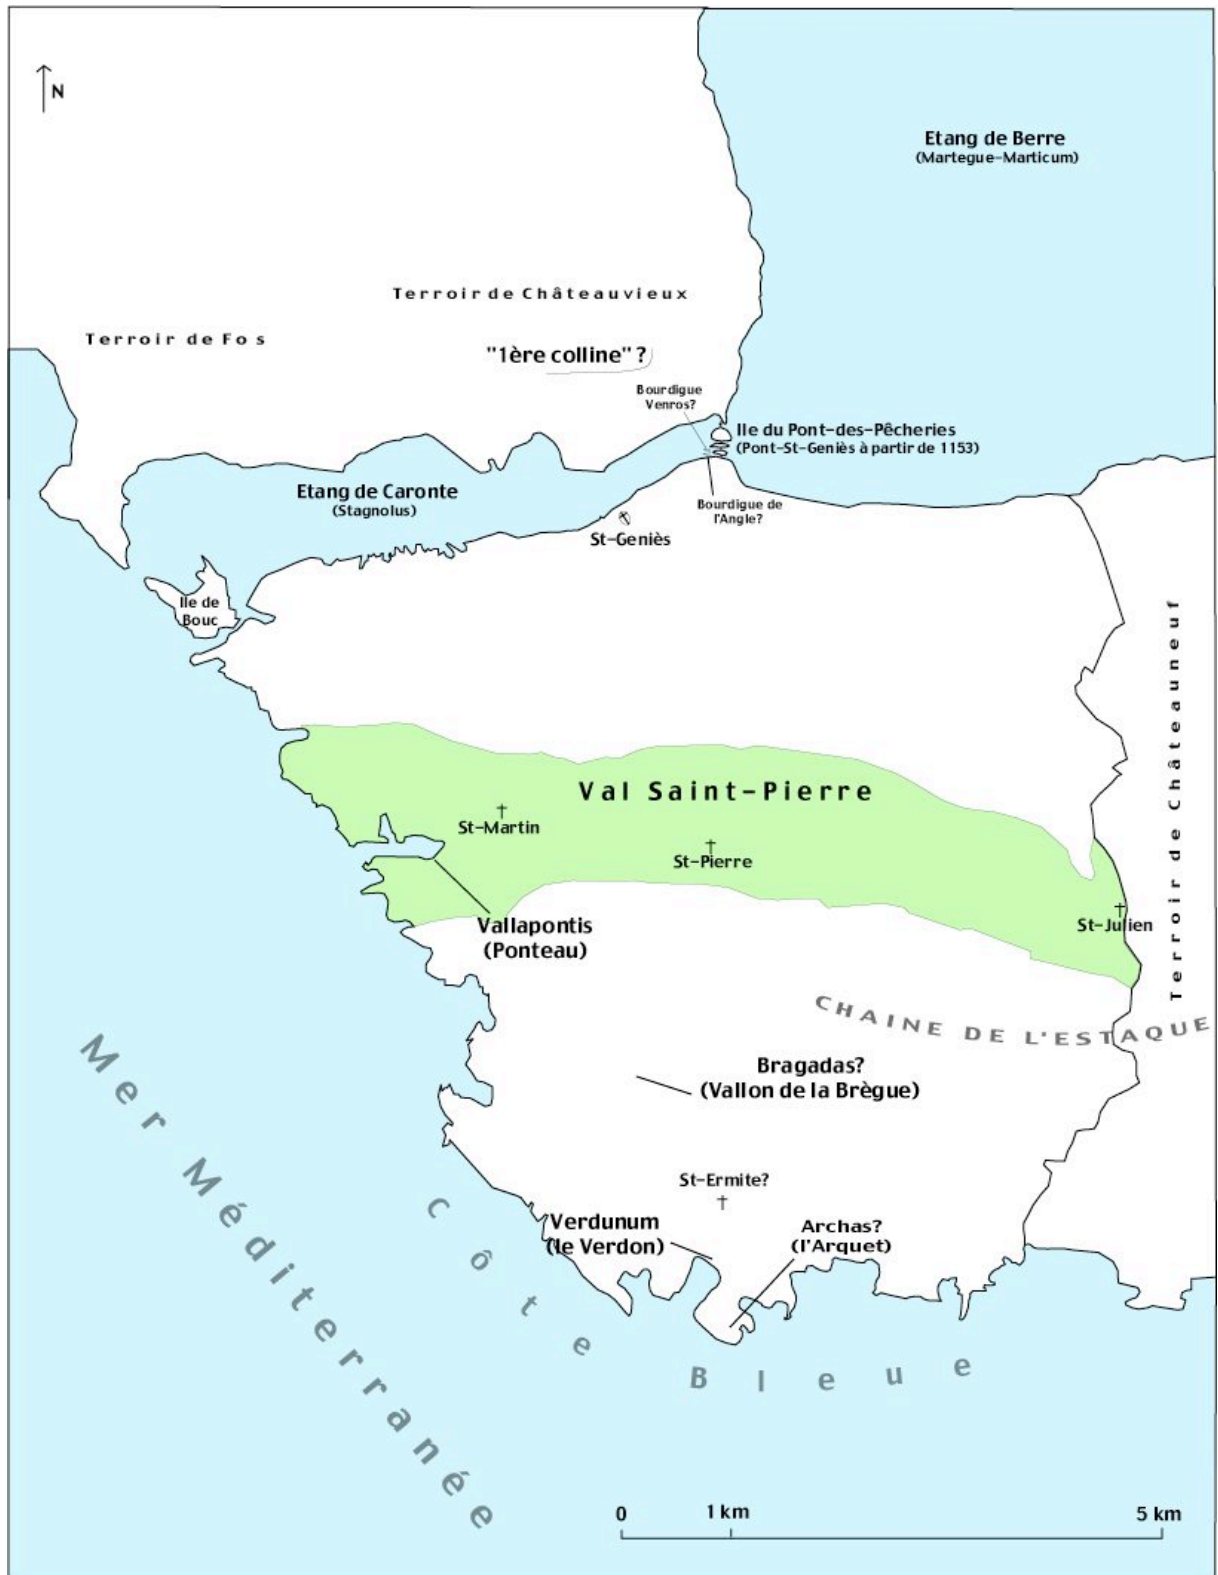 N
Etang de Berre
(Martegue-Marticum)
Terroir de Châteauvieux
Terroir de Fos
"1ère colline" ?
Bourdigue
Venros?
Ile du Pont-des-Pêcheries
(Pont-St-Geniès à partir de 1153)
Etang de Caronte
(Stagnolus)
Bourdigue de
l'Angle?
St-Geniès
Ile de
Bouc
Terroir de Châteauneuf
Val Saint-Pierre
St-Martin
St-Pierre
St-Julien
Vallapontis
(Ponteau)
CHAINE DE L'ESTAQUE
Bragadas?
(Vallon de la Brègue)
Mer Méditerranée
St-Ermite?
Verdunum
(le Verdon)
Archas?
(l'Arquet)
Côte Bleue
0 1 km 5 km